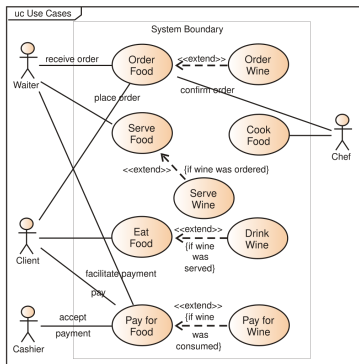 uc Use Cases
System Boundary
receive order
Order
Food
<<extend>>
Order
Wine
Waiter
place order
confirm order
Serve
Food
Cook
Food
Chef
<<extend>>
{if wine was ordered}
Serve
Wine
Client
Eat
Food
<<extend>>
{if wine
was
served}
Drink
Wine
facilitate payment
pay
accept
payment
Cashier
Pay for
Food
<<extend>>
{if wine
was
consumed}
Pay for
Wine